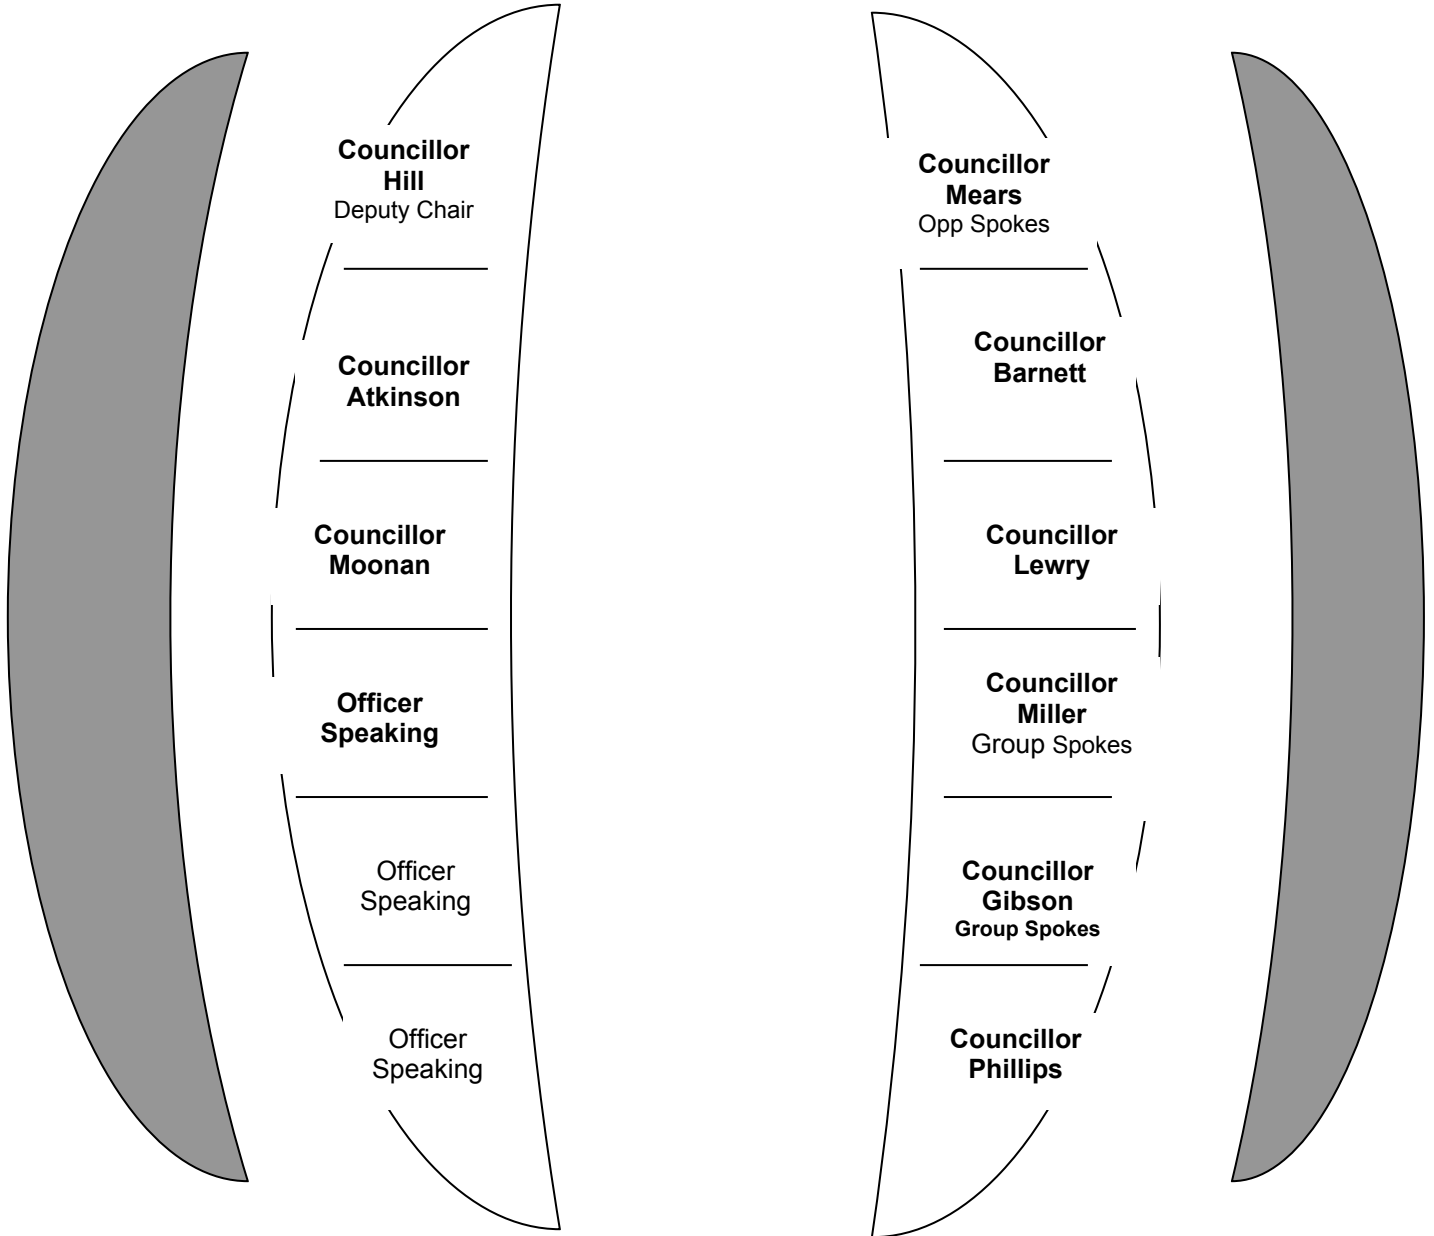 Councillor
Hill
Deputy Chair
Councillor
Atkinson
Councillor
Moonan
Officer
Speaking
Officer
Speaking
Officer
Speaking
Councillor
Mears
Opp Spokes
Councillor
Barnett
Councillor
Lewry
Councillor
Miller
Group Spokes
Councillor
Gibson
Group Spokes
Councillor
Phillips